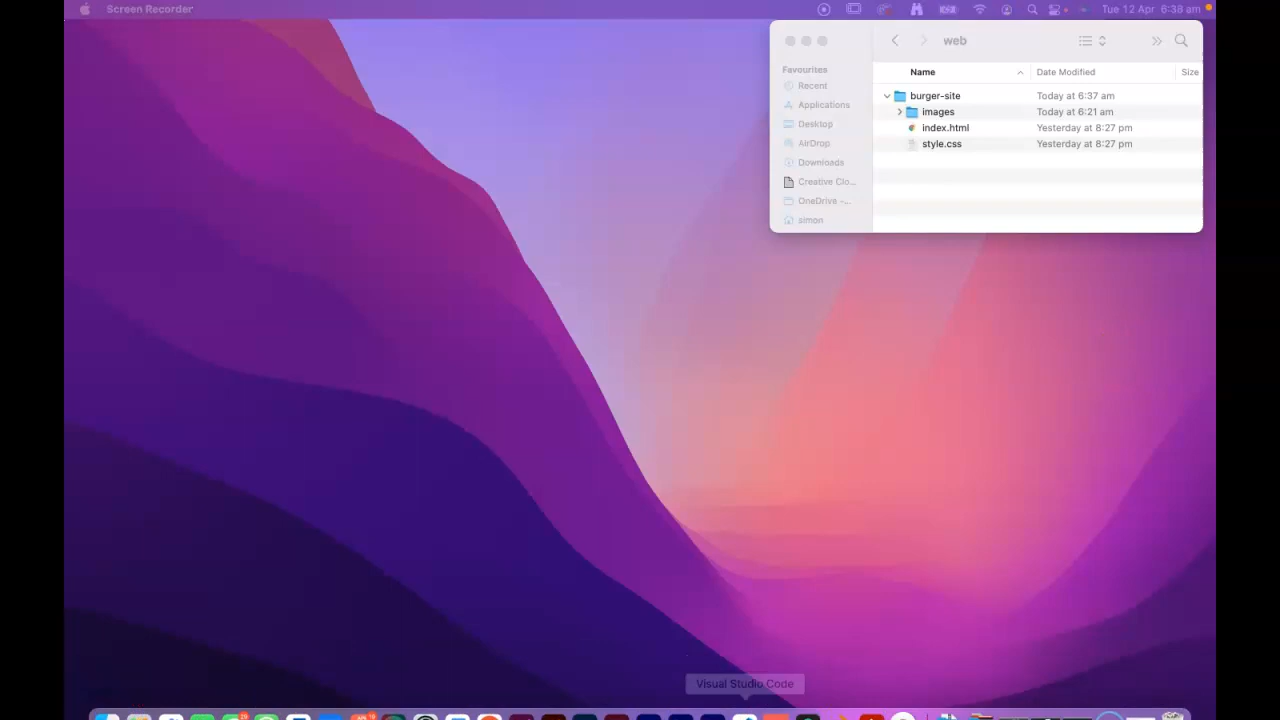 Screen Recorder
Tue 12 Apr 6:38 am
web
Favourites
Recent
Applications
Desktop
AirDrop
Downloads
Creative Clo...
OneDrive -...
simon
Name
Date Modified
Size
burger-site
Today at 6:37 am
images
Today at 6:21 am
index.html
Yesterday at 8:27 pm
style.css
Yesterday at 8:27 pm
Visual Studio Code